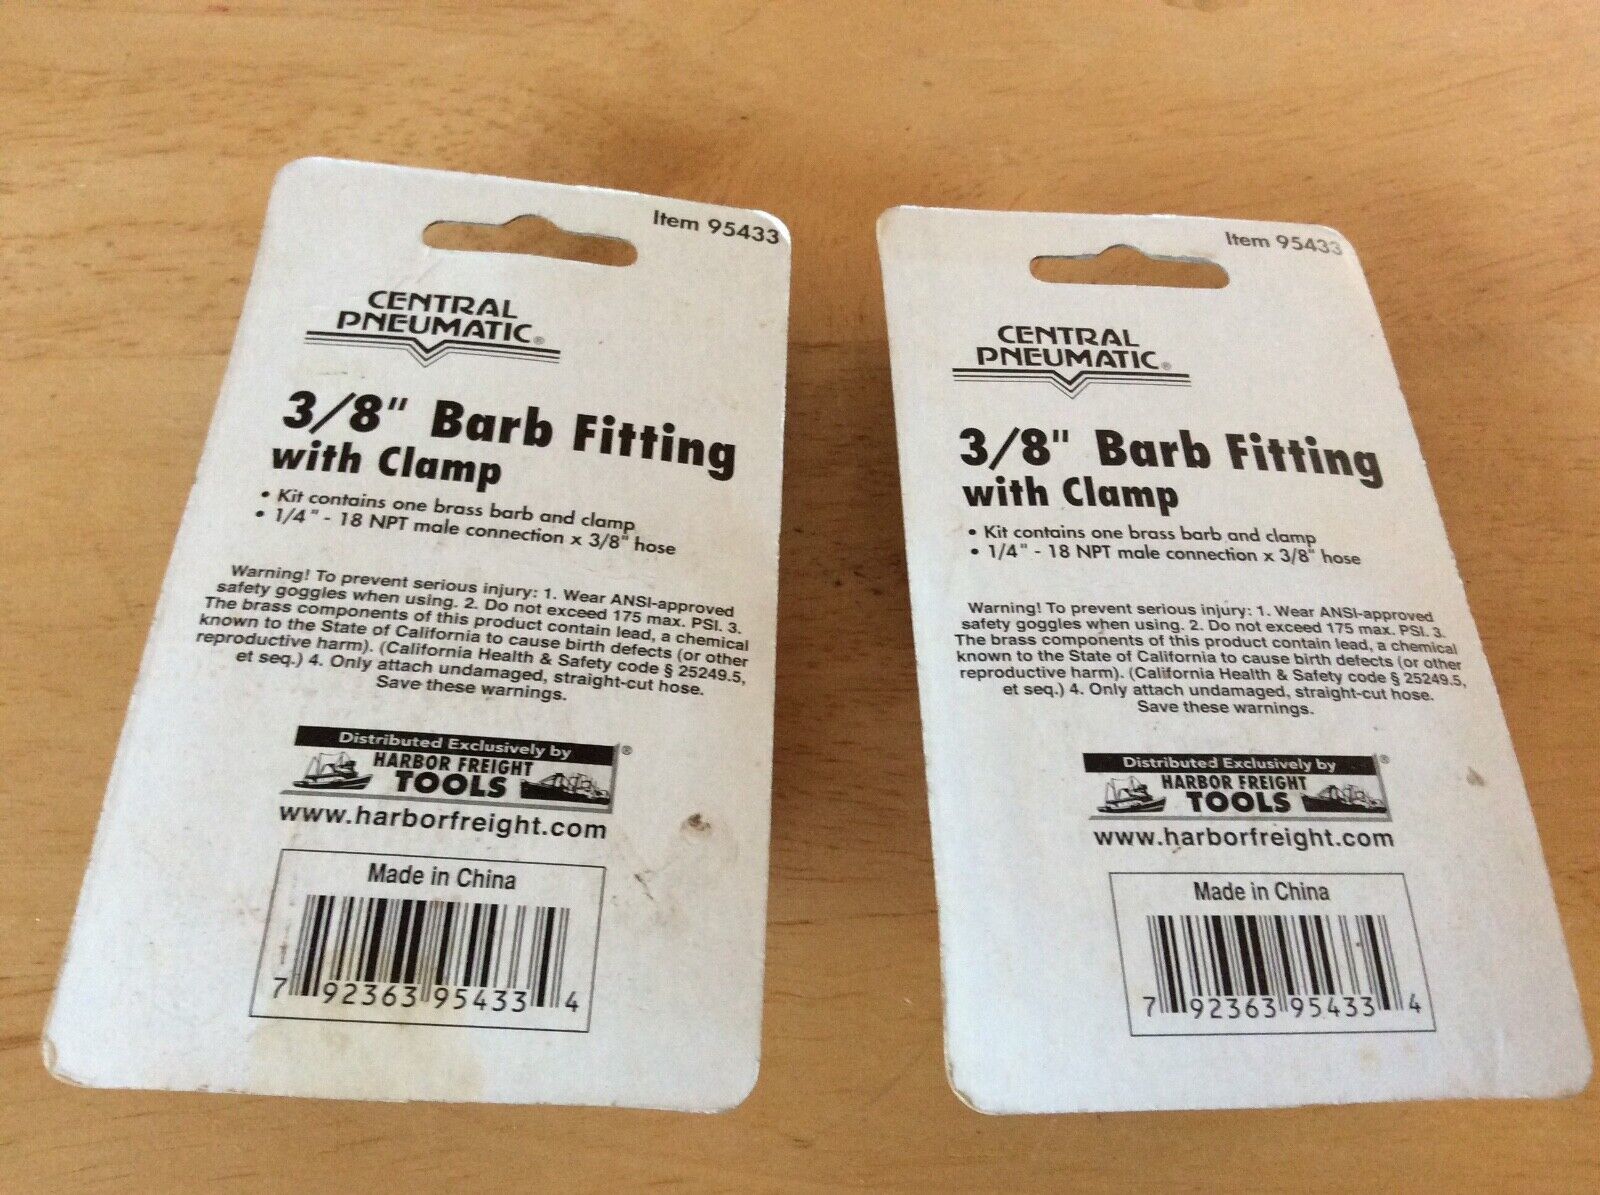 Item 95433
CENTRAL
PNEUMATIC®
3/8" Barb Fitting
with Clamp
• Kit contains one brass barb and clamp
• 1/4" - 18 NPT male connection x 3/8" hose
Warning! To prevent serious injury: 1. Wear ANSI-approved
safety goggles when using. 2. Do not exceed 175 max. PSI. 3.
The brass components of this product contain lead, a chemical
known to the State of California to cause birth defects (or other
reproductive harm). (California Health & Safety code § 25249.5,
et seq.) 4. Only attach undamaged, straight-cut hose.
Save these warnings.
Distributed Exclusively by
HARBOR FREIGHT
TOOLS®
www.harborfreight.com
Made in China
7 92363 95433 4
Item 95433
CENTRAL
PNEUMATIC®
3/8" Barb Fitting
with Clamp
• Kit contains one brass barb and clamp
• 1/4" - 18 NPT male connection x 3/8" hose
Warning! To prevent serious injury: 1. Wear ANSI-approved
safety goggles when using. 2. Do not exceed 175 max. PSI. 3.
The brass components of this product contain lead, a chemical
known to the State of California to cause birth defects (or other
reproductive harm). (California Health & Safety code § 25249.5,
et seq.) 4. Only attach undamaged, straight-cut hose.
Save these warnings.
Distributed Exclusively by
HARBOR FREIGHT
TOOLS®
www.harborfreight.com
Made in China
7 92363 95433 4